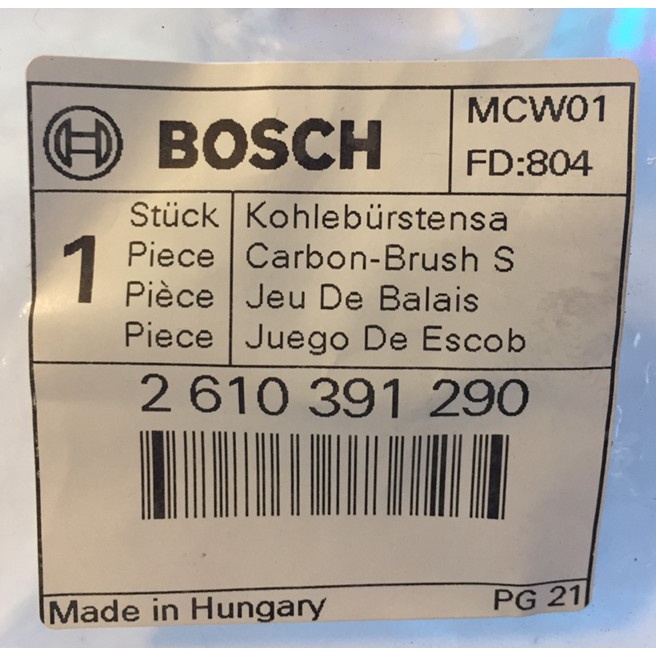 BOSCH
MCW01
FD:804
1
Stück Kohlebürstensa
Piece Carbon-Brush S
Pièce Jeu De Balais
Piece Juego De Escob
2 610 391 290
Made in Hungary PG 21